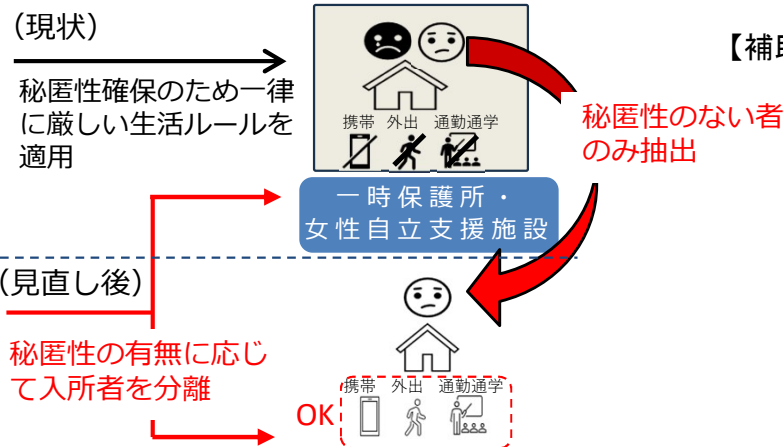 (現状)
秘匿性確保のため一律
に厳しい生活ルールを
適用
携帯 外出 通勤通学
一時保護所・
女性自立支援施設
【補助
秘匿性のない者
のみ抽出
(見直し後)
秘匿性の有無に応じ
て入所者を分離
携帯 外出 通勤通学
OK